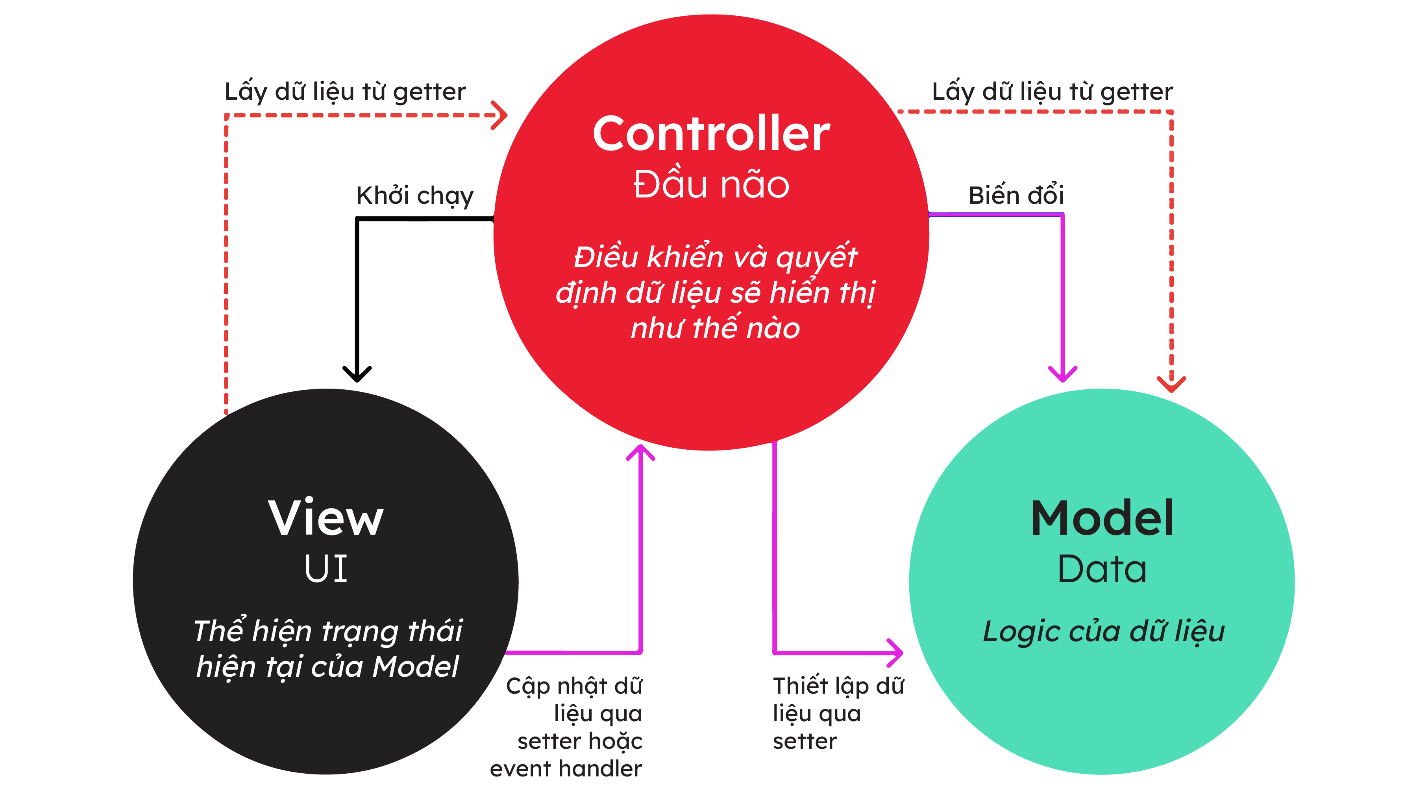 Lấy dữ liệu từ getter
Lấy dữ liệu từ getter
Controller
Đầu não
Khởi chạy
Biến đổi
Điều khiển và quyết
định dữ liệu sẽ hiển thị
như thế nào
View
UI
Thể hiện trạng thái
hiện tại của Model
Model
Data
Logic của dữ liệu
Cập nhật dữ
liệu qua
setter hoặc
event handler
Thiết lập dữ
liệu qua
setter